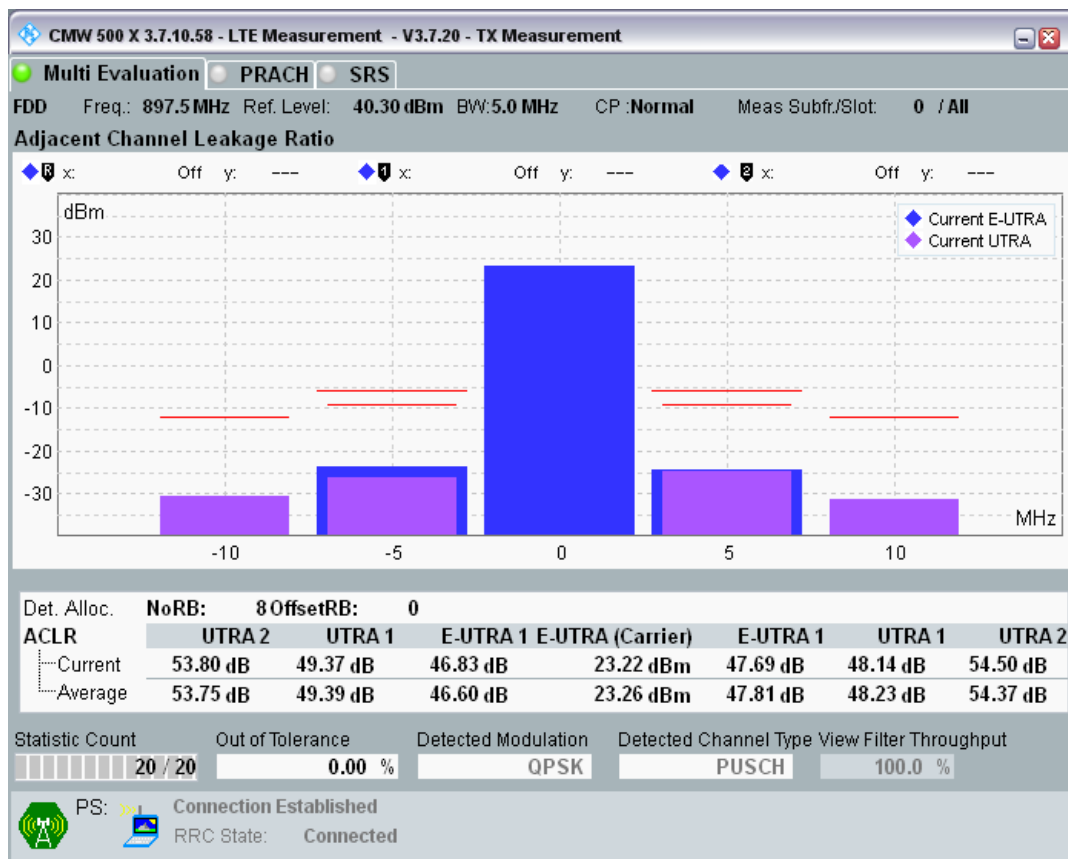 CMW 500 X 3.7.10.58 - LTE Measurement - V3.7.20 - TX Measurement
Multi Evaluation PRACH SRS
FDD Freq.: 897.5 MHz Ref. Level: 40.30 dBm BW:5.0 MHz CP :Normal Meas Subfr./Slot: 0 / All
Adjacent Channel Leakage Ratio
R x: Off y: --- 1 x: Off y: --- 2 x: Off y: ---
dBm
Current E-UTRA
Current UTRA
30
20
10
0
-10
-20
-30
MHz
-10 -5 0 5 10
Det. Alloc. NoRB: 8 OffsetRB: 0
ACLR UTRA 2 UTRA 1 E-UTRA 1 E-UTRA (Carrier) E-UTRA 1 UTRA 1 UTRA 2
Current 53.80 dB 49.37 dB 46.83 dB 23.22 dBm 47.69 dB 48.14 dB 54.50 dB
Average 53.75 dB 49.39 dB 46.60 dB 23.26 dBm 47.81 dB 48.23 dB 54.37 dB
Statistic Count Out of Tolerance Detected Modulation Detected Channel Type View Filter Throughput
20 / 20 0.00 % QPSK PUSCH 100.0 %
PS: Connection Established
RRC State: Connected